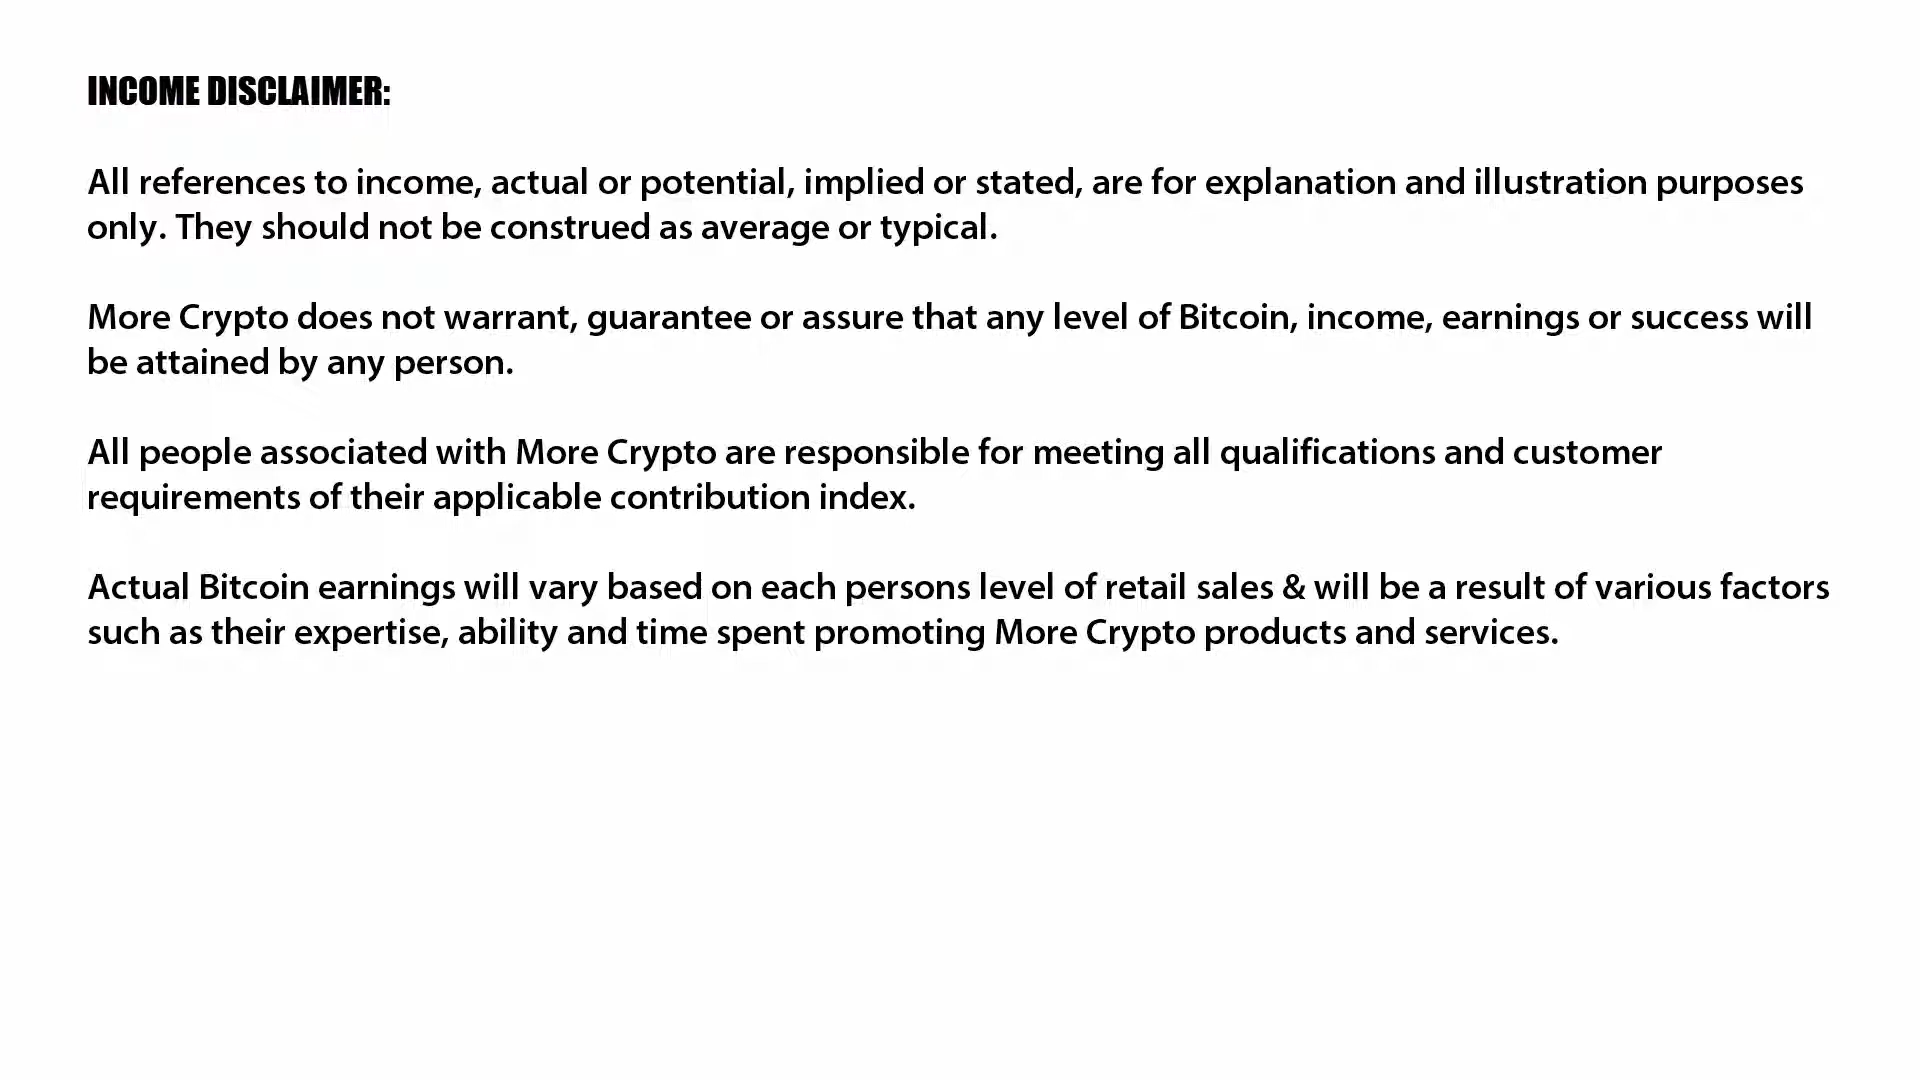 INCOME DISCLAIMER:
All references to income, actual or potential, implied or stated, are for explanation and illustration purposes
only. They should not be construed as average or typical.
More Crypto does not warrant, guarantee or assure that any level of Bitcoin, income, earnings or success will
be attained by any person.
All people associated with More Crypto are responsible for meeting all qualifications and customer
requirements of their applicable contribution index.
Actual Bitcoin earnings will vary based on each persons level of retail sales & will be a result of various factors
such as their expertise, ability and time spent promoting More Crypto products and services.